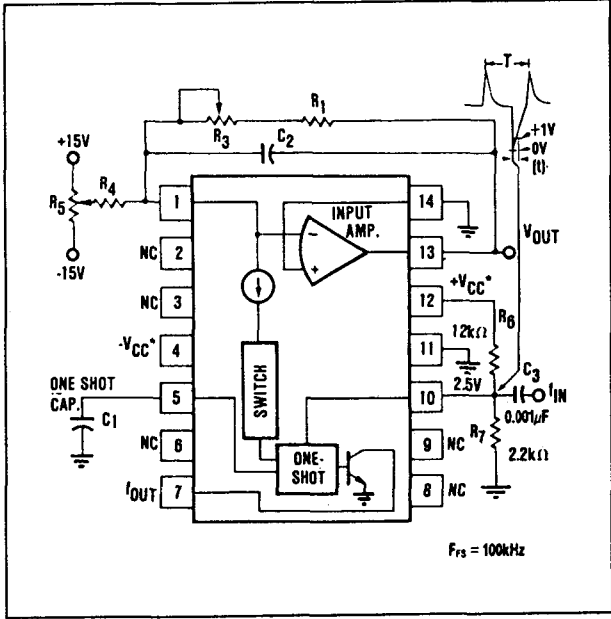 T
+1V
0V
(t)
R1
R3
C2
+15V
R4
R5
-15V
1
14
INPUT
AMP.
-
+
NC 2
13
VOUT
NC 3
12
+VCC*
R6
12kΩ
-VCC* 4
11
SWITCH
ONE SHOT
CAP.
5
C1
10
2.5V
C3
fIN
0.001μF
NC 6
9 NC
R7
2.2kΩ
ONE-
SHOT
fOUT 7
8 NC
FFS = 100kHz